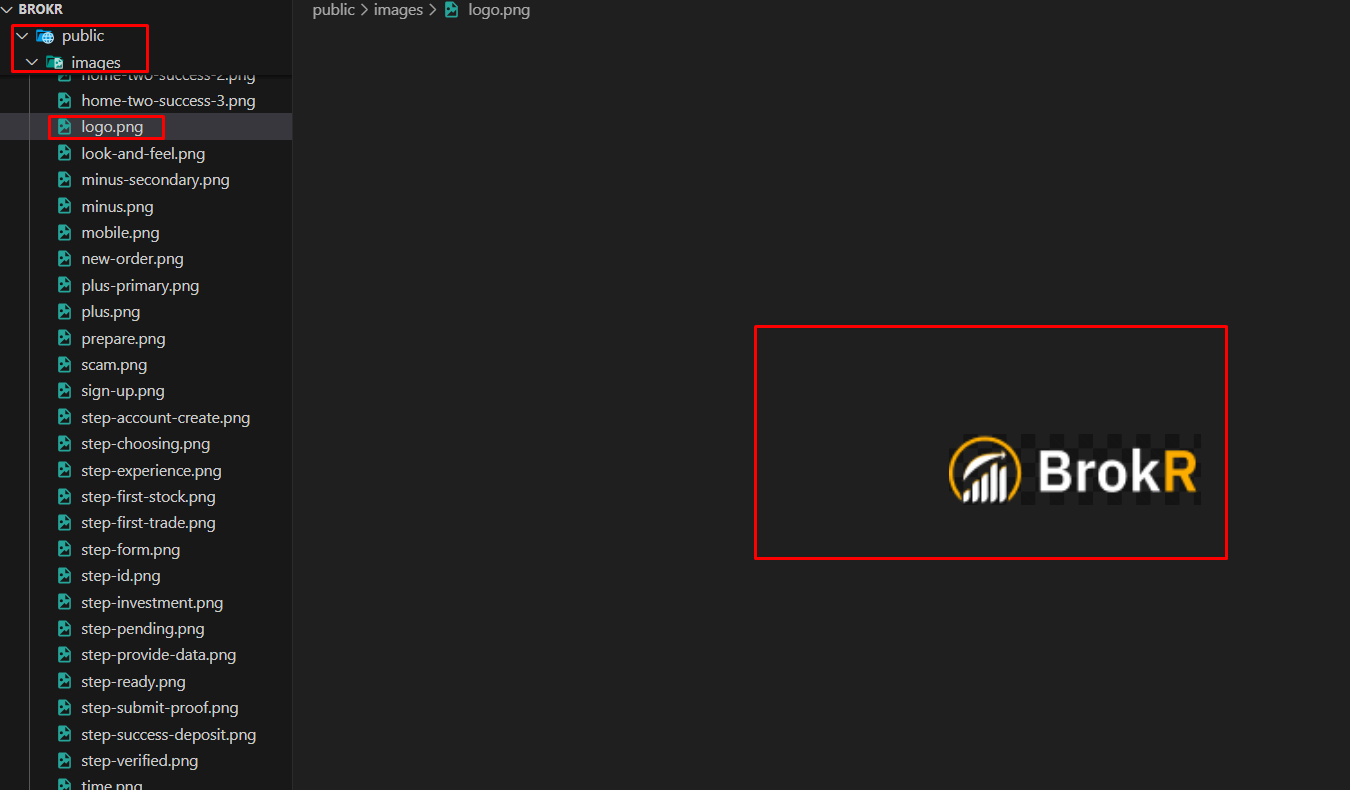 BROKR
public
images
home-two-success-2.png
home-two-success-3.png
logo.png
look-and-feel.png
minus-secondary.png
minus.png
mobile.png
new-order.png
plus-primary.png
plus.png
prepare.png
scam.png
sign-up.png
step-account-create.png
step-choosing.png
step-experience.png
step-first-stock.png
step-first-trade.png
step-form.png
step-id.png
step-investment.png
step-pending.png
step-provide-data.png
step-ready.png
step-submit-proof.png
step-success-deposit.png
step-verified.png
time.png
public > images > logo.png
BrokR